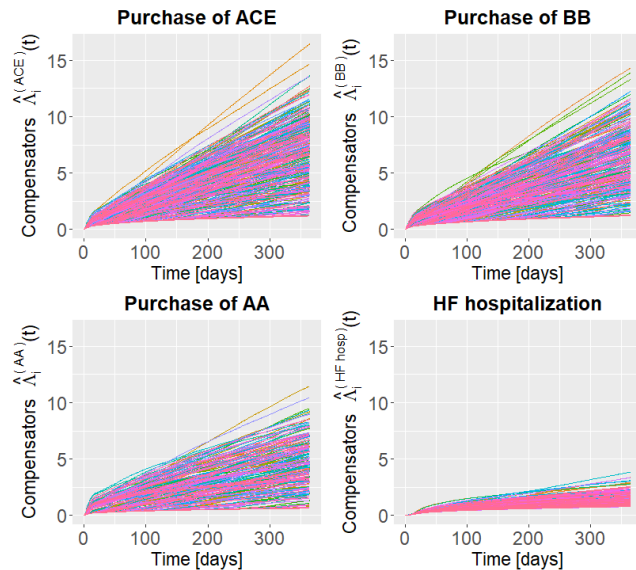 Purchase of ACE
Compensators Λ̂ᵢ^(ACE)(t)
15
10
5
0
0 100 200 300
Time [days]
Purchase of BB
Compensators Λ̂ᵢ^(BB)(t)
15
10
5
0
0 100 200 300
Time [days]
Purchase of AA
Compensators Λ̂ᵢ^(AA)(t)
15
10
5
0
0 100 200 300
Time [days]
HF hospitalization
Compensators Λ̂ᵢ^(HF hosp)(t)
15
10
5
0
0 100 200 300
Time [days]